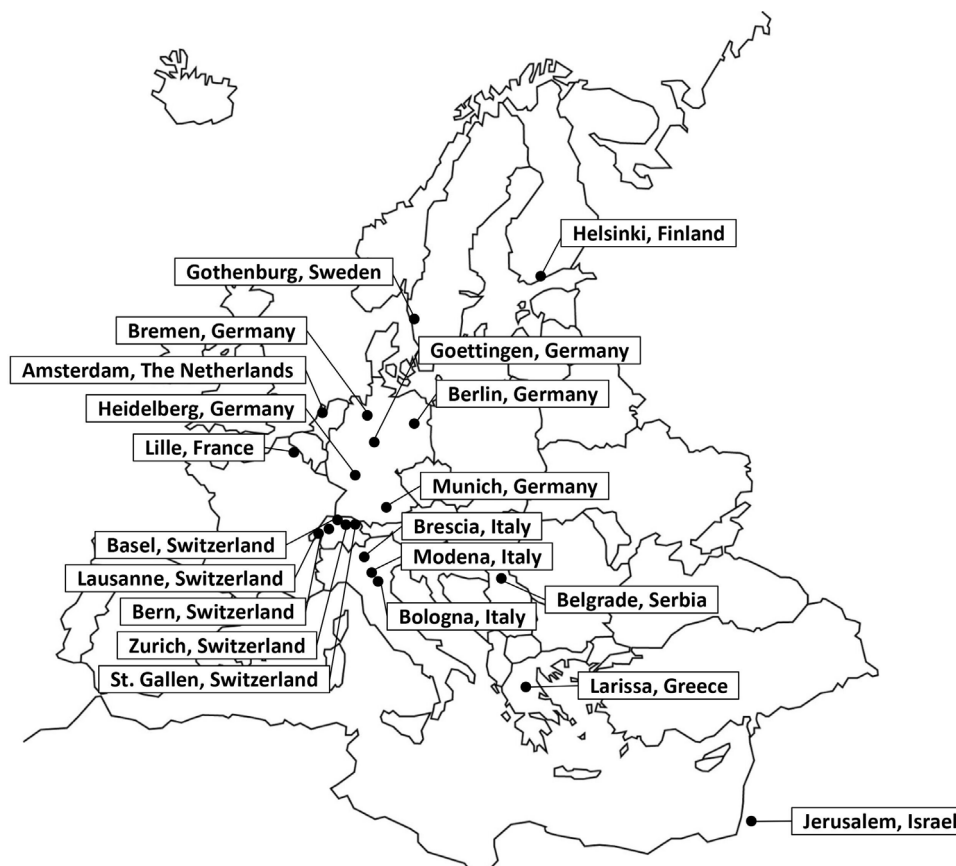 Helsinki, Finland
Gothenburg, Sweden
Bremen, Germany
Goettingen, Germany
Amsterdam, The Netherlands
Berlin, Germany
Heidelberg, Germany
Lille, France
Munich, Germany
Brescia, Italy
Basel, Switzerland
Modena, Italy
Lausanne, Switzerland
Belgrade, Serbia
Bern, Switzerland
Bologna, Italy
Zurich, Switzerland
St. Gallen, Switzerland
Larissa, Greece
Jerusalem, Israel